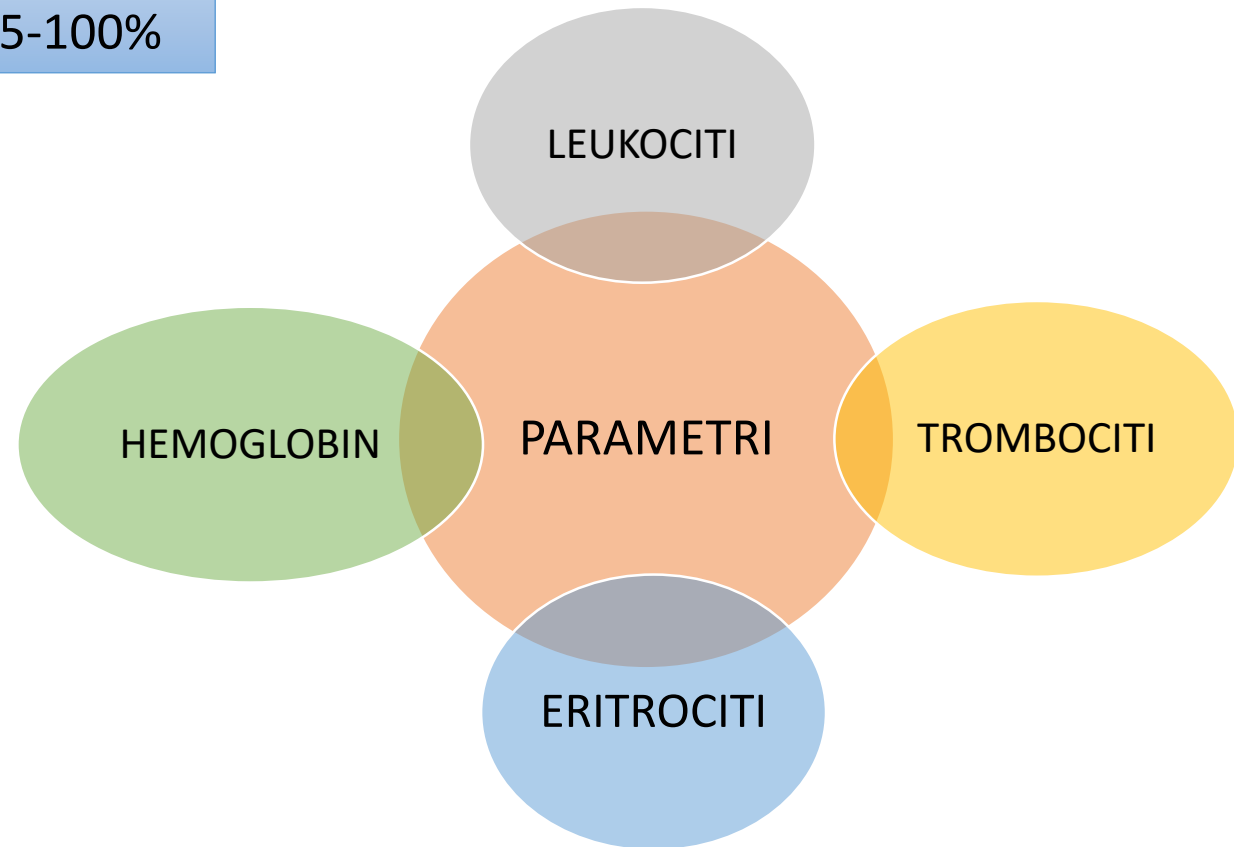 5-100%
LEUKOCITI
HEMOGLOBIN
PARAMETRI
TROMBOCITI
ERITROCITI